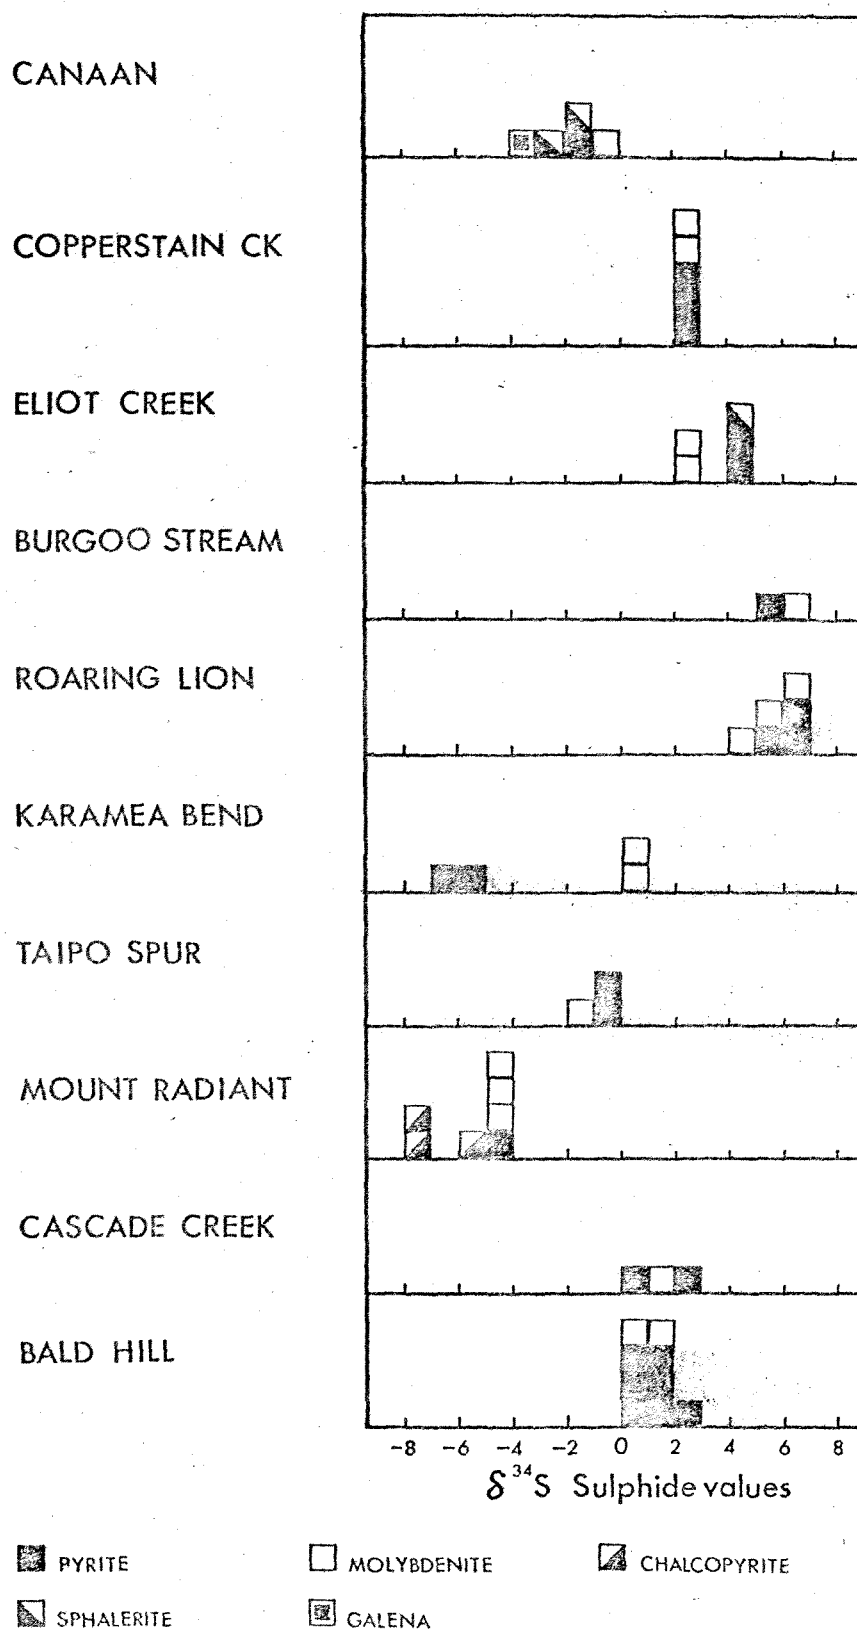 CANAAN
COPPERSTAIN CK
ELIOT CREEK
BURGOO STREAM
ROARING LION
KARAMEA BEND
TAIPO SPUR
MOUNT RADIANT
CASCADE CREEK
BALD HILL
-8 -6 -4 -2 0 2 4 6 8
δ³⁴S Sulphide values
PYRITE MOLYBDENITE CHALCOPYRITE
SPHALERITE GALENA